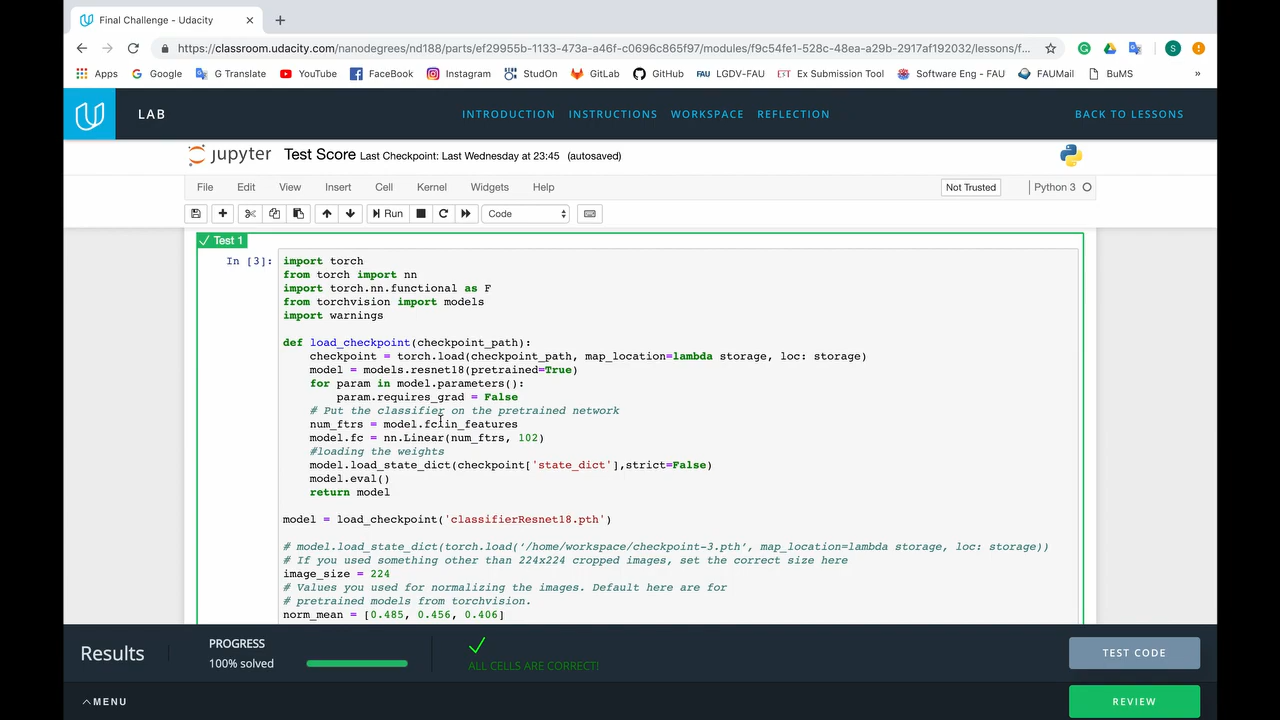 Final Challenge - Udacity
https://classroom.udacity.com/nanodegrees/nd188/parts/ef29955b-1133-473a-a46f-c0696c865f97/modules/f9c54fe1-528c-48ea-a29b-2917af192032/lessons/f...
S
Apps Google G Translate YouTube FaceBook Instagram StudOn GitLab GitHub FAU LGDV-FAU EST Ex Submission Tool Software Eng - FAU FAUMail BuMS »
LAB INTRODUCTION INSTRUCTIONS WORKSPACE REFLECTION BACK TO LESSONS
jupyter Test Score Last Checkpoint: Last Wednesday at 23:45 (autosaved)
File Edit View Insert Cell Kernel Widgets Help Not Trusted Python 3
Run Code
Test 1
In [3]: import torch
from torch import nn
import torch.nn.functional as F
from torchvision import models
import warnings
def load_checkpoint(checkpoint_path):
checkpoint = torch.load(checkpoint_path, map_location=lambda storage, loc: storage)
model = models.resnet18(pretrained=True)
for param in model.parameters():
param.requires_grad = False
# Put the classifier on the pretrained network
num_ftrs = model.fc.in_features
model.fc = nn.Linear(num_ftrs, 102)
#loading the weights
model.load_state_dict(checkpoint['state_dict'],strict=False)
model.eval()
return model
model = load_checkpoint('classifierResnet18.pth')
# model.load_state_dict(torch.load(‘/home/workspace/checkpoint-3.pth’, map_location=lambda storage, loc: storage))
# If you used something other than 224x224 cropped images, set the correct size here
image_size = 224
# Values you used for normalizing the images. Default here are for
# pretrained models from torchvision.
norm_mean = [0.485, 0.456, 0.406]
Results PROGRESS
100% solved
ALL CELLS ARE CORRECT!
TEST CODE
MENU
REVIEW